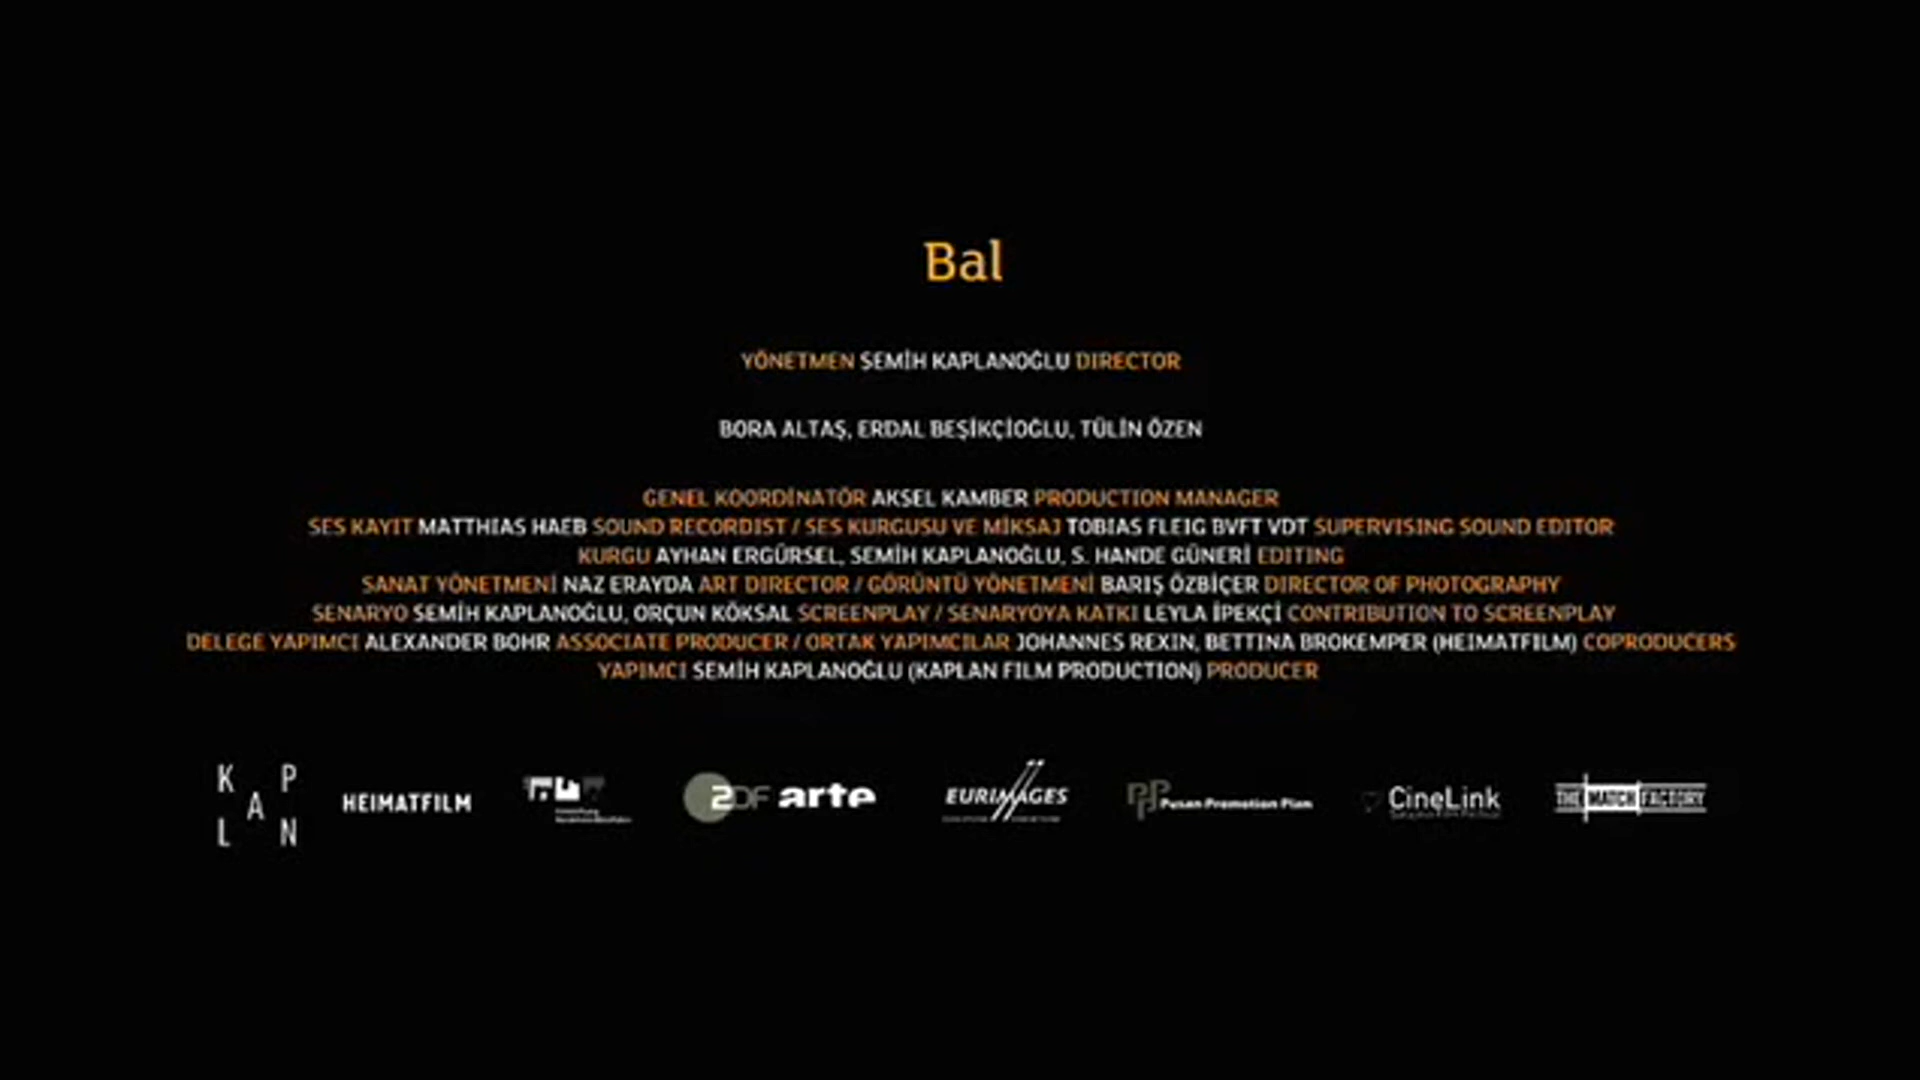 Bal
YÖNETMEN SEMİH KAPLANOĞLU DIRECTOR
BORA ALTAŞ, ERDAL BEŞİKÇİOĞLU, TÜLİN ÖZEN
GENEL KOORDİNATÖR AKSEL KAMBER PRODUCTION MANAGER
SES KAYIT MATTHIAS HAEB SOUND RECORDIST / SES KURGUSU VE MİKSAJ TOBIAS FLEIG BVFT VDT SUPERVISING SOUND EDITOR
KURGU AYHAN ERGÜRSEL, SEMİH KAPLANOĞLU, S. HANDE GÜNERİ EDITING
SANAT YÖNETMENİ NAZ ERAYDA ART DIRECTOR / GÖRÜNTÜ YÖNETMENİ BARIŞ ÖZBİÇER DIRECTOR OF PHOTOGRAPHY
SENARYO SEMİH KAPLANOĞLU, ORÇUN KÖKSAL SCREENPLAY / SENARYOYA KATKI LEYLA İPEKÇİ CONTRIBUTION TO SCREENPLAY
DELEGE YAPIMCI ALEXANDER BOHR ASSOCIATE PRODUCER / ORTAK YAPIMCILAR JOHANNES REXIN, BETTINA BROKEMPER (HEIMATFILM) COPRODUCERS
YAPIMCI SEMİH KAPLANOĞLU (KAPLAN FILM PRODUCTION) PRODUCER
KAPLAN
HEIMATFILM
ZDF arte
EURIMAGES
PPP Pusan Promotion Plan
CineLink
THE MATCH FACTORY